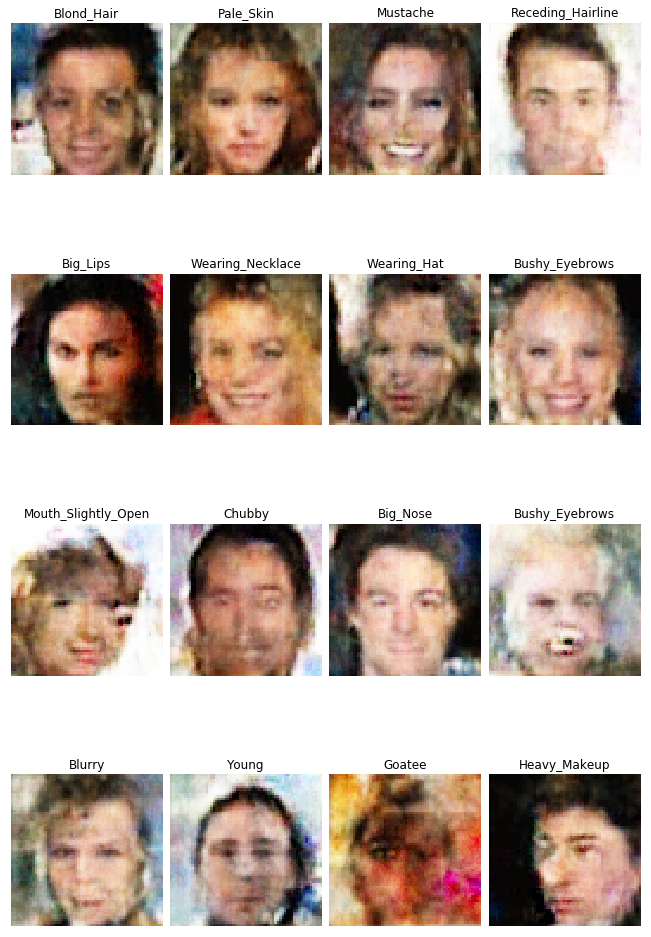 Blond_Hair Pale_Skin Mustache Receding_Hairline
Big_Lips Wearing_Necklace Wearing_Hat Bushy_Eyebrows
Mouth_Slightly_Open Chubby Big_Nose Bushy_Eyebrows
Blurry Young Goatee Heavy_Makeup